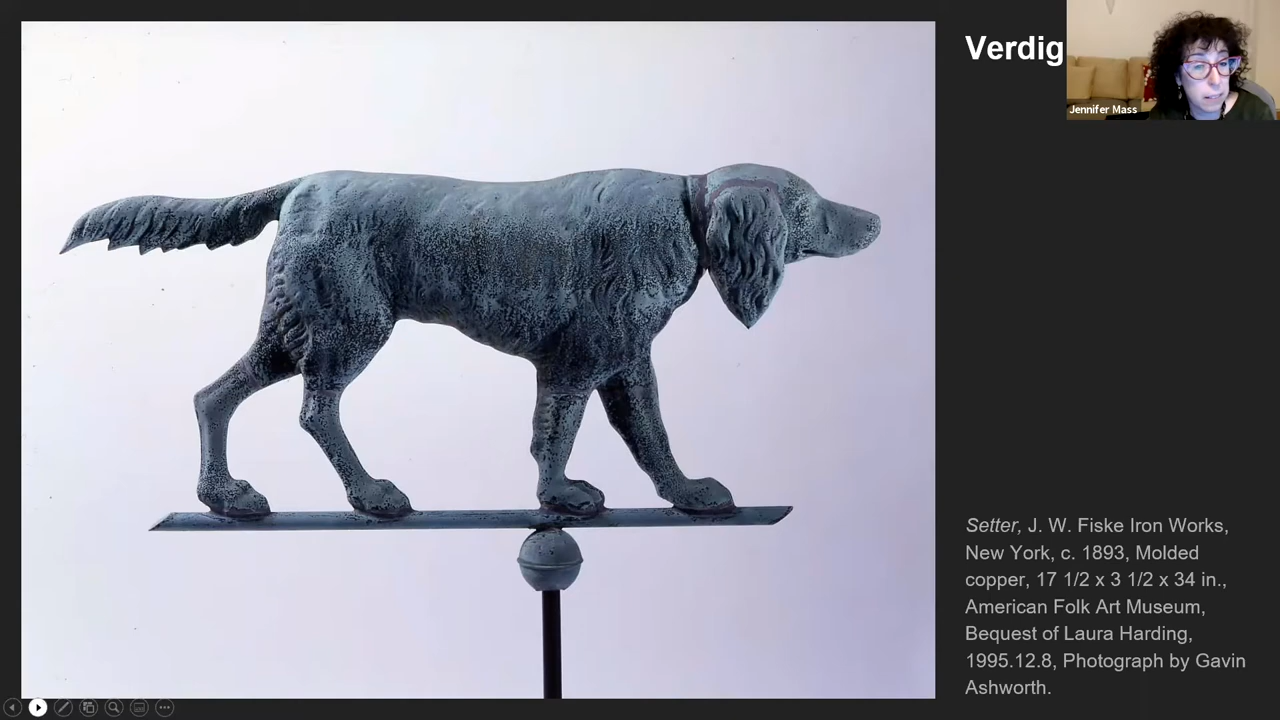 Verdig
Jennifer Mass
Setter, J. W. Fiske Iron Works,
New York, c. 1893, Molded
copper, 17 1/2 x 3 1/2 x 34 in.,
American Folk Art Museum,
Bequest of Laura Harding,
1995.12.8, Photograph by Gavin
Ashworth.